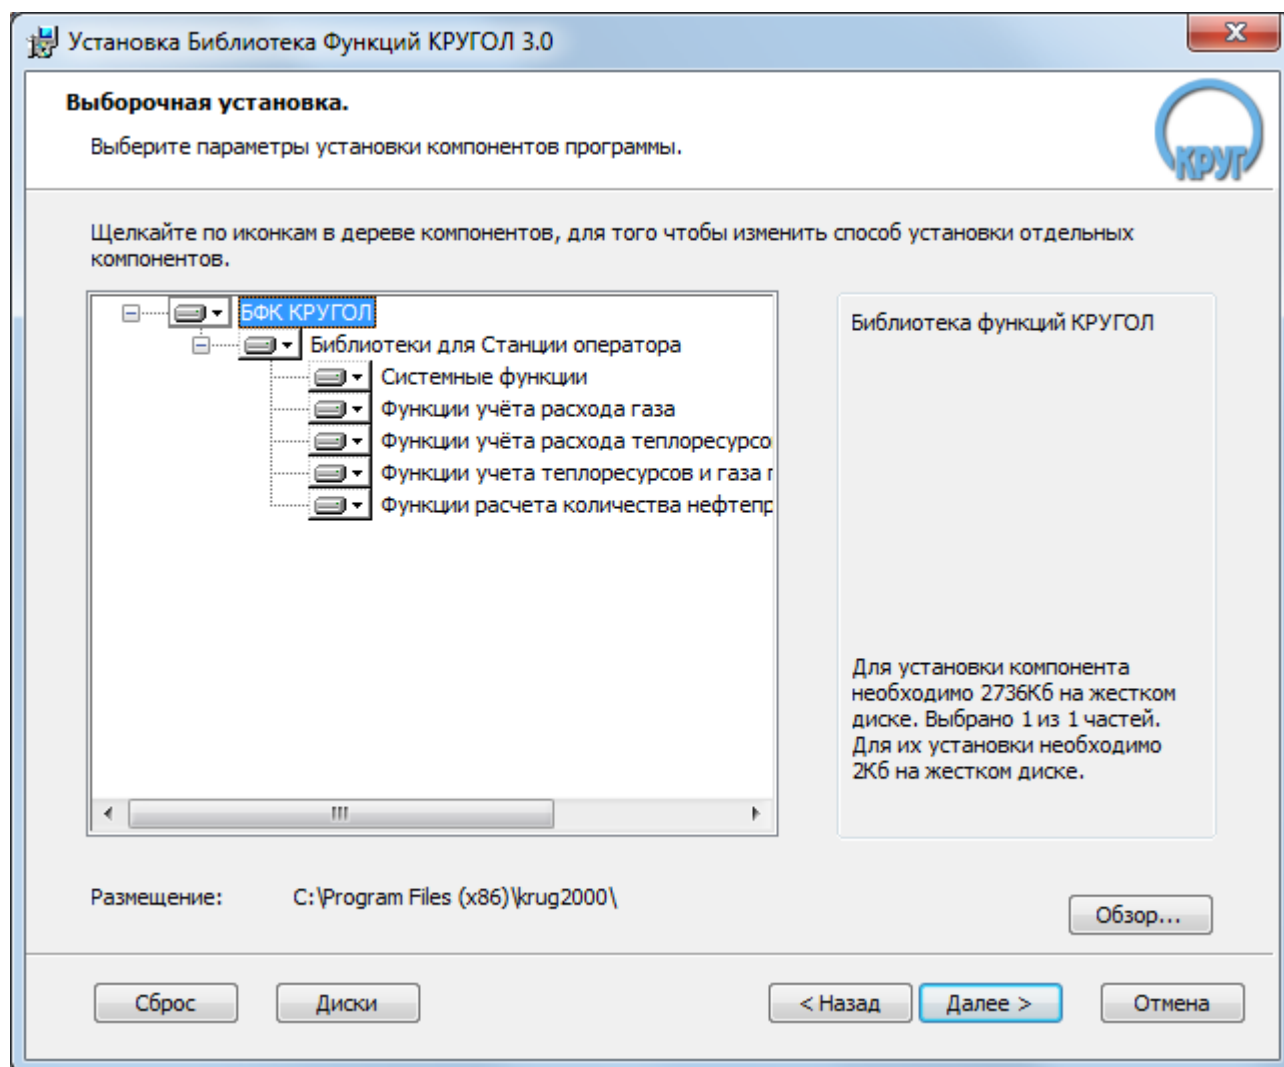 Установка Библиотека Функций КРУГОЛ 3.0
Выборочная установка.
Выберите параметры установки компонентов программы.
КРУГ
Щелкайте по иконкам в дереве компонентов, для того чтобы изменить способ установки отдельных
компонентов.
БФК КРУГОЛ
Библиотеки для Станции оператора
Системные функции
Функции учёта расхода газа
Функции учёта расхода теплоресурсо
Функции учета теплоресурсов и газа г
Функции расчета количества нефтепр
Библиотека функций КРУГОЛ
Для установки компонента
необходимо 2736Кб на жестком
диске. Выбрано 1 из 1 частей.
Для их установки необходимо
2Кб на жестком диске.
Размещение: C:\Program Files (x86)\krug2000\
Обзор...
Сброс Диски < Назад Далее > Отмена